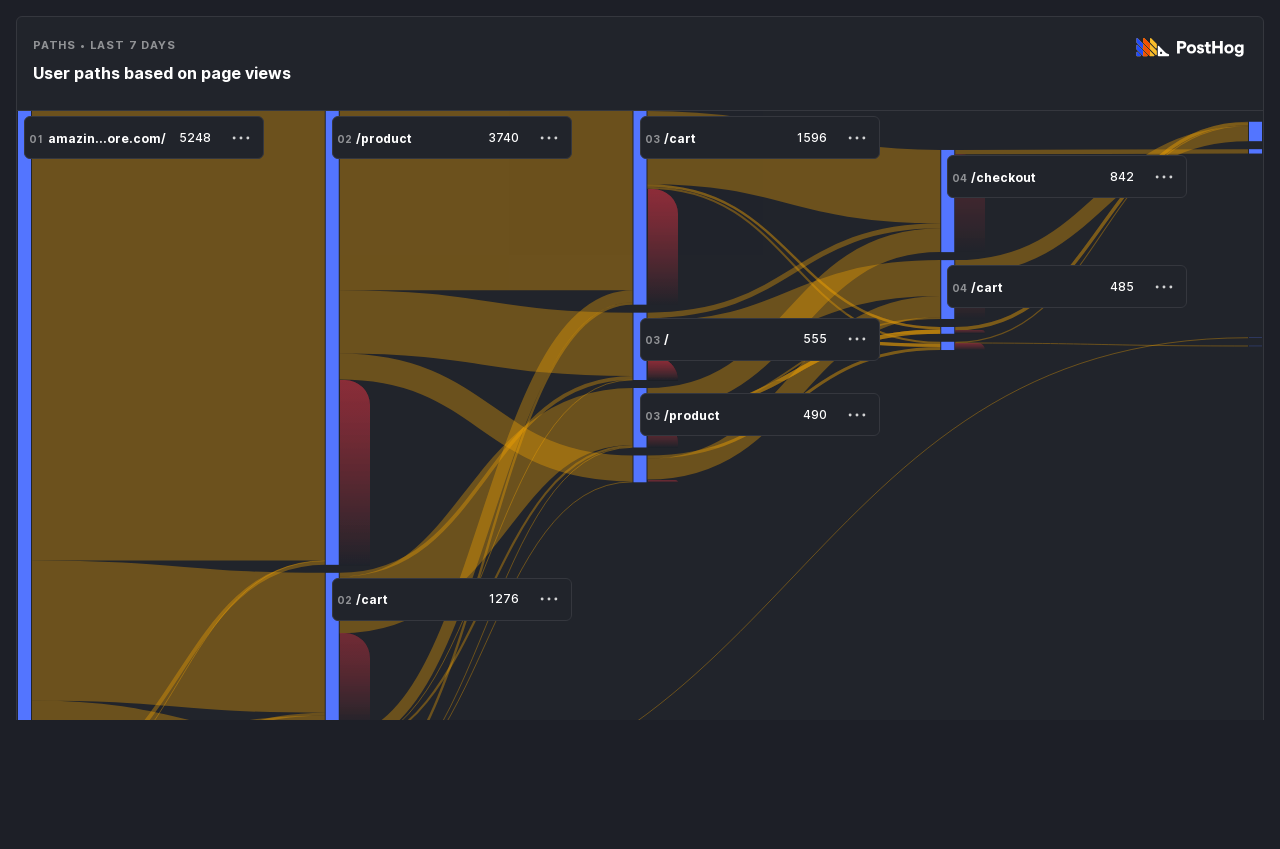 PATHS • LAST 7 DAYS
User paths based on page views
PostHog
01 amazin...ore.com/ 5248
02 /product 3740
03 /cart 1596
04 /checkout 842
04 /cart 485
03 / 555
03 /product 490
02 /cart 1276